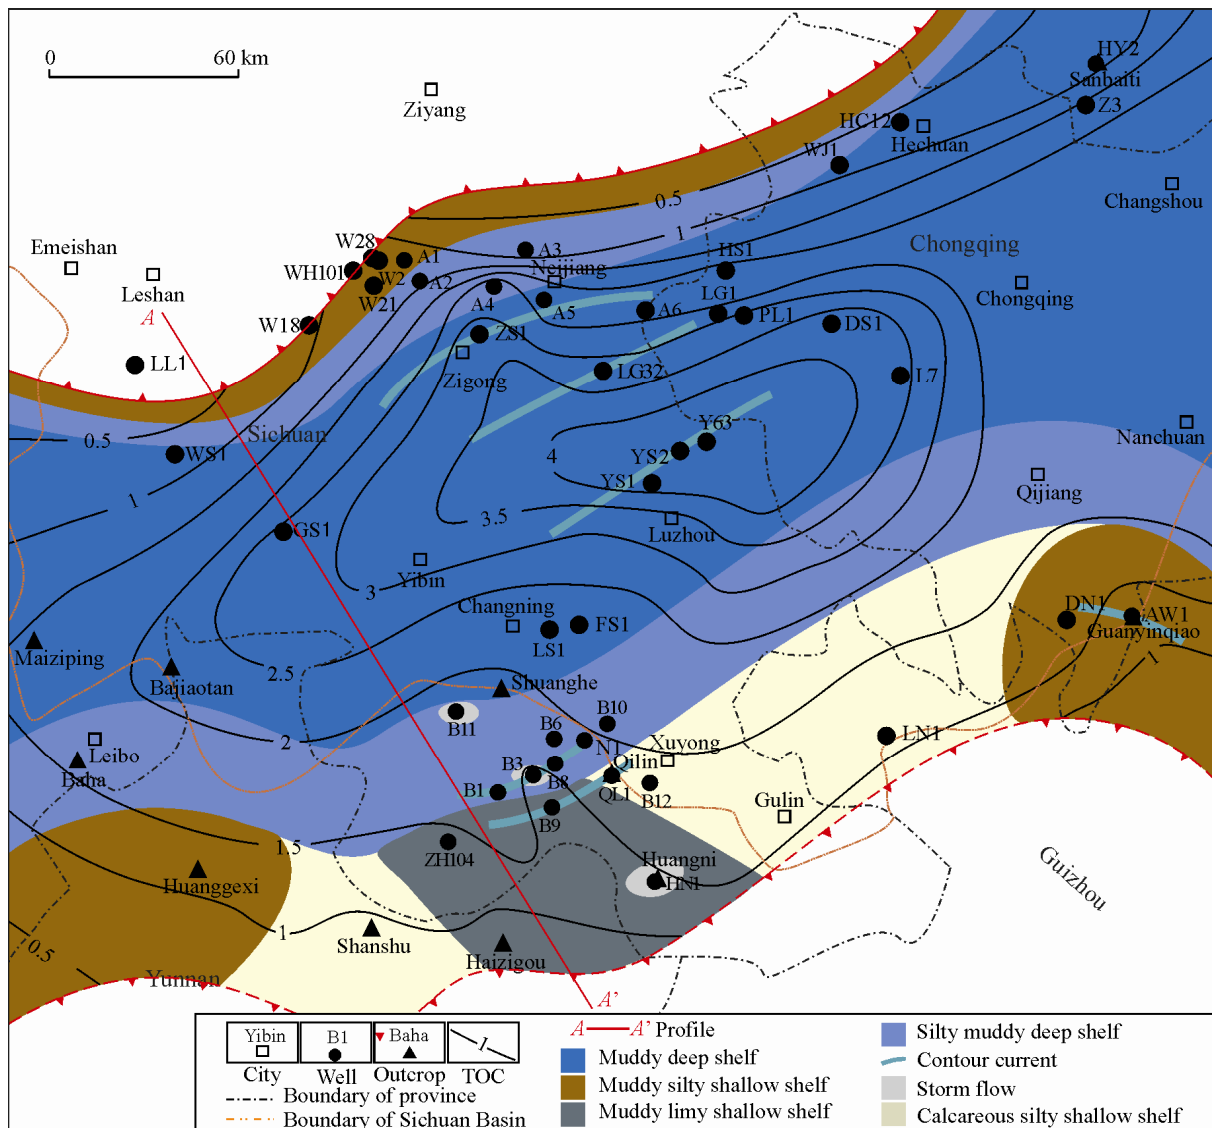 0 60 km
Ziyang
HY2
Sanbaiti
Z3
HC12
Hechuan
WJ1
Changshou
0.5
1
Emeishan
Leshan
W28
WH101
W2
A1
A2
W21
A3
Neijiang
A4
A5
HS1
LG1
A6
PL1
DS1
Chongqing
Chongqing
A
W18
ZS1
Zigong
LL1
LG32
L7
0.5
Sichuan
WS1
Y63
4
YS2
YS1
Nanchuan
Qijiang
1
GS1
3.5
Luzhou
Yibin
3
Changning
FS1
LS1
DN1
AW1
Guanyinqiao
1
Maiziping
Bajiaotan
2.5
Shuanghe
B11
B10
B6
N1
Xuyong
LN1
2
Leibo
Baha
B3
B8
Qilin
QL1
B12
B1
B9
Gulin
1.5
ZH104
Huangni
HN1
Huanggexi
Guizhou
1
Shanshu
Haizigou
0.5
Yunnan
A'
Yibin
B1
Baha
1
City
Well
Outcrop
TOC
Boundary of province
Boundary of Sichuan Basin
A A' Profile
Muddy deep shelf
Muddy silty shallow shelf
Muddy limy shallow shelf
Silty muddy deep shelf
Contour current
Storm flow
Calcareous silty shallow shelf